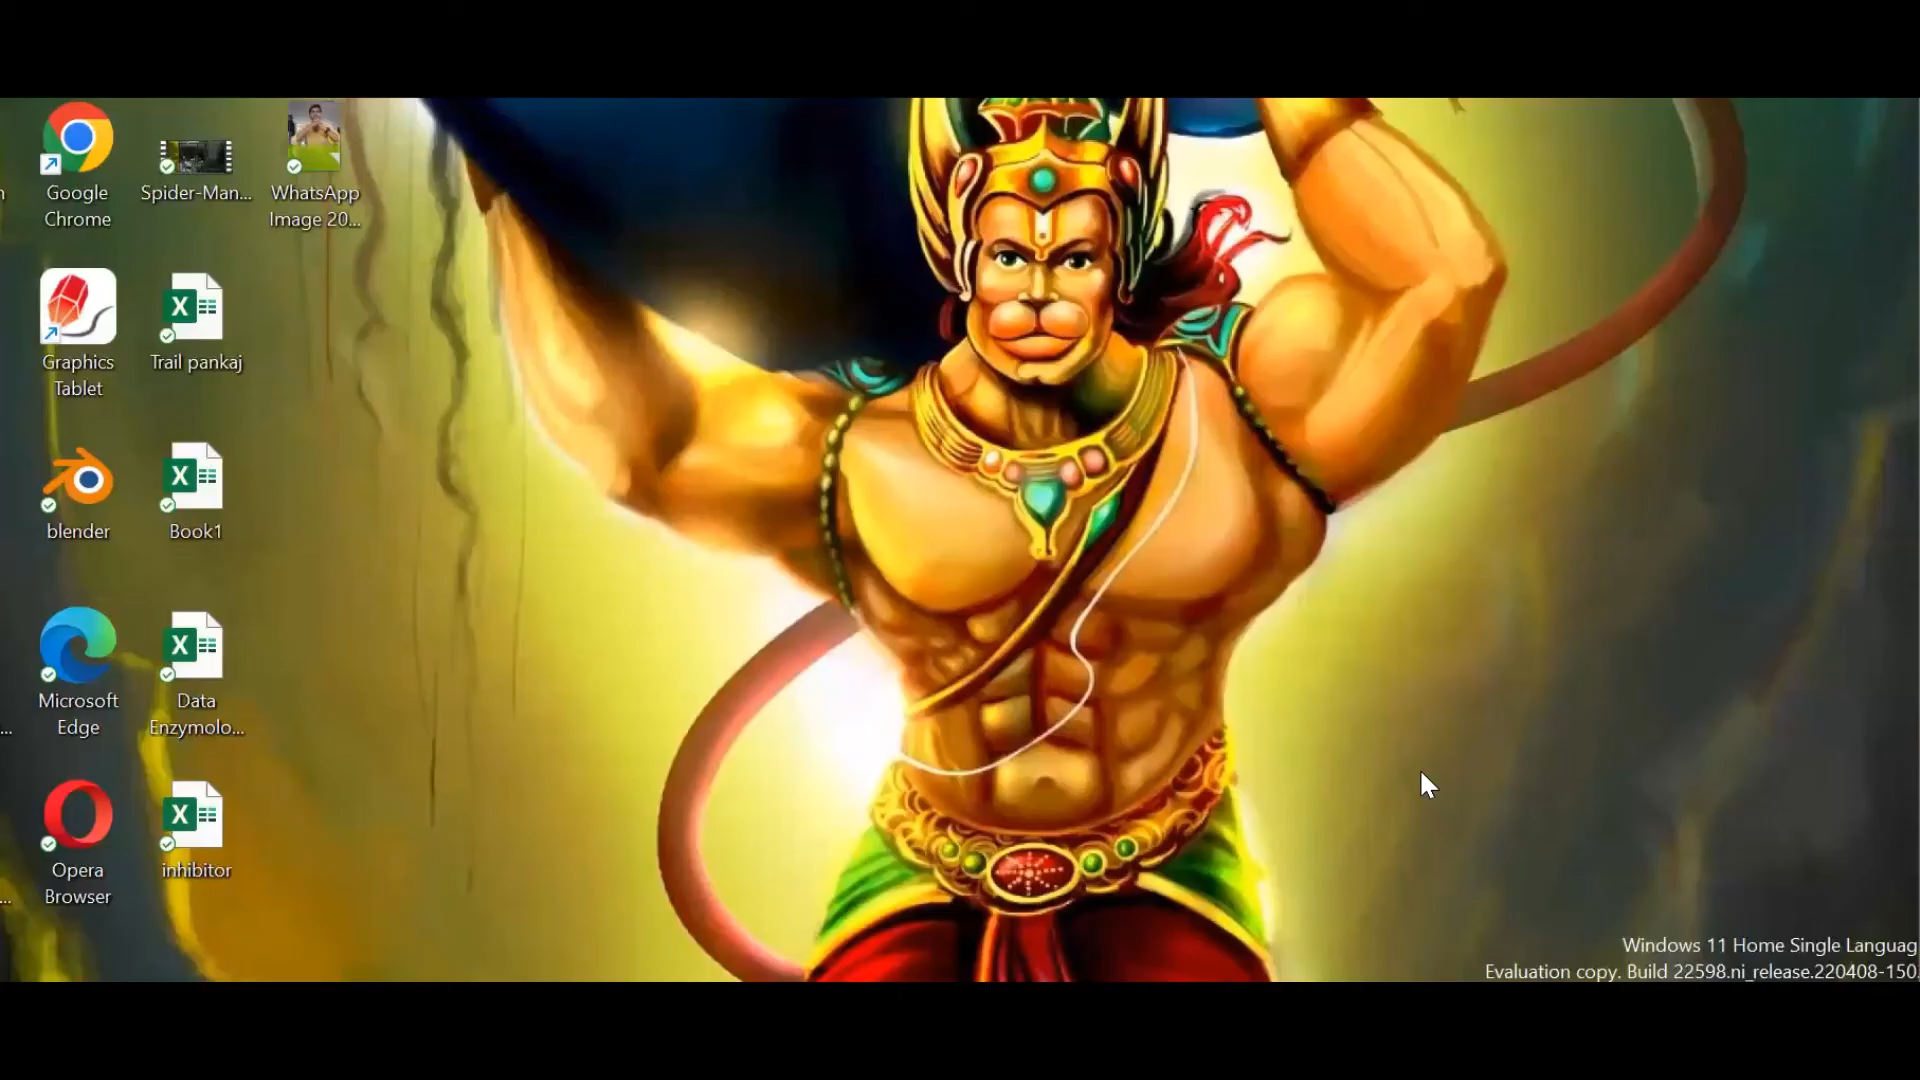 Google
Chrome
Spider-Man...
WhatsApp
Image 20...
Graphics
Tablet
Trail pankaj
blender
Book1
Microsoft
Edge
Data
Enzymolo...
Opera
Browser
inhibitor
Windows 11 Home Single Languag
Evaluation copy. Build 22598.ni_release.220408-150